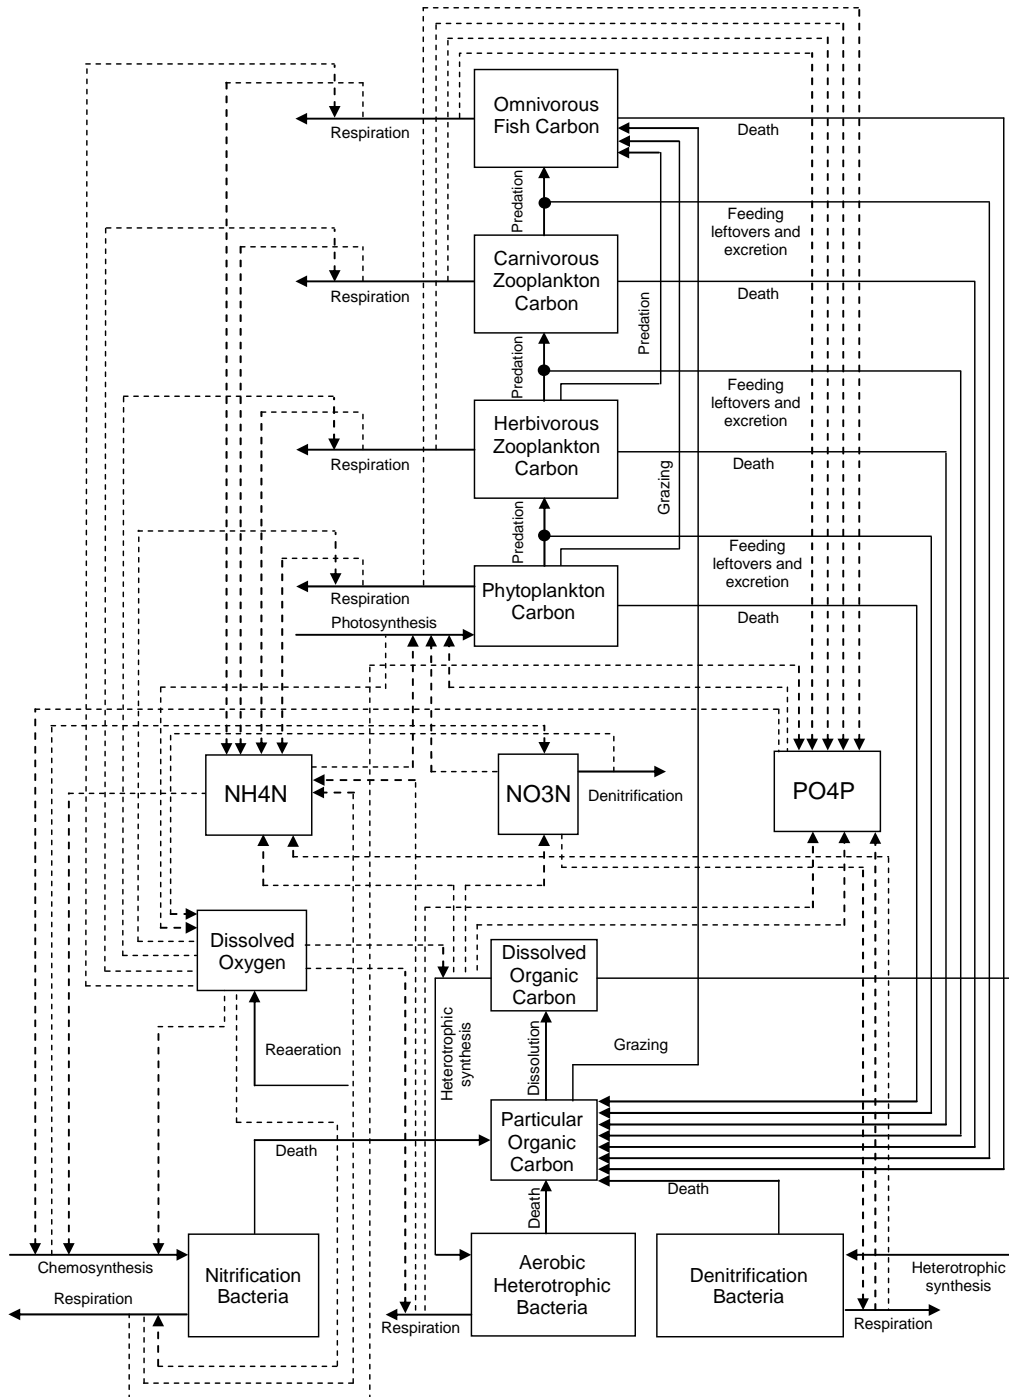 Omnivorous
Fish Carbon
Respiration
Death
Predation
Feeding
leftovers and
excretion
Carnivorous
Zooplankton
Carbon
Respiration
Death
Predation
Predation
Feeding
leftovers and
excretion
Herbivorous
Zooplankton
Carbon
Respiration
Death
Grazing
Predation
Feeding
leftovers and
excretion
Phytoplankton
Carbon
Respiration
Death
Photosynthesis
NH4N
NO3N
Denitrification
PO4P
Dissolved
Oxygen
Dissolved
Organic
Carbon
Reaeration
Heterotrophic
synthesis
Dissolution
Grazing
Particular
Organic
Carbon
Death
Death
Death
Chemosynthesis
Nitrification
Bacteria
Respiration
Aerobic
Heterotrophic
Bacteria
Respiration
Denitrification
Bacteria
Heterotrophic
synthesis
Respiration